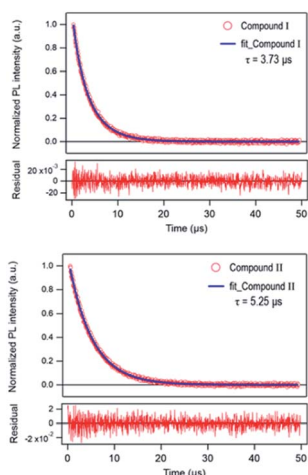 1.0
0.8
0.6
0.4
0.2
0.0
Normalized PL intensity (a.u.)
Compound I
fit_Compound I
τ = 3.73 µs
20 x10⁻³
0
-20
Residual
0 10 20 30 40 50
Time (µs)
1.0
0.8
0.6
0.4
0.2
0.0
Normalized PL intensity (a.u.)
Compound II
fit_Compound II
τ = 5.25 µs
2
0
-2 x10⁻²
Residual
0 10 20 30 40 50
Time (µs)